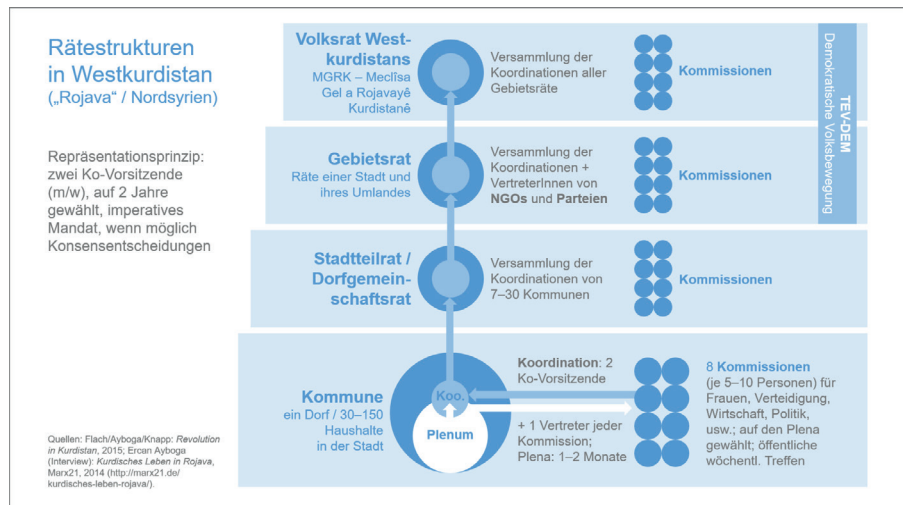 Rätestrukturen
in Westkurdistan
(„Rojava“ / Nordsyrien)
Repräsentationsprinzip:
zwei Ko-Vorsitzende
(m/w), auf 2 Jahre
gewählt, imperatives
Mandat, wenn möglich
Konsensentscheidungen
Quellen: Flach/Ayboga/Knapp: Revolution
in Kurdistan, 2015; Ercan Ayboga
(Interview): Kurdisches Leben in Rojava,
Marx21, 2014 (http://marx21.de/
kurdisches-leben-rojava/).
Volksrat West-
kurdistans
MGRK – Meclîsa
Gel a Rojavayê
Kurdistanê
Versammlung der
Koordinationen aller
Gebietsräte
Kommissionen
TEV-DEM
Demokratische Volksbewegung
Gebietsrat
Räte einer Stadt und
ihres Umlandes
Versammlung der
Koordinationen +
VertreterInnen von
NGOs und Parteien
Kommissionen
Stadtteilrat /
Dorfgemein-
schaftsrat
Versammlung der
Koordinationen von
7–30 Kommunen
Kommissionen
Kommune
ein Dorf / 30–150
Haushalte
in der Stadt
Koo.
Plenum
Koordination: 2
Ko-Vorsitzende
+ 1 Vertreter jeder
Kommission;
Plena: 1–2 Monate
8 Kommissionen
(je 5–10 Personen) für
Frauen, Verteidigung,
Wirtschaft, Politik,
usw.; auf den Plena
gewählt; öffentliche
wöchentl. Treffen